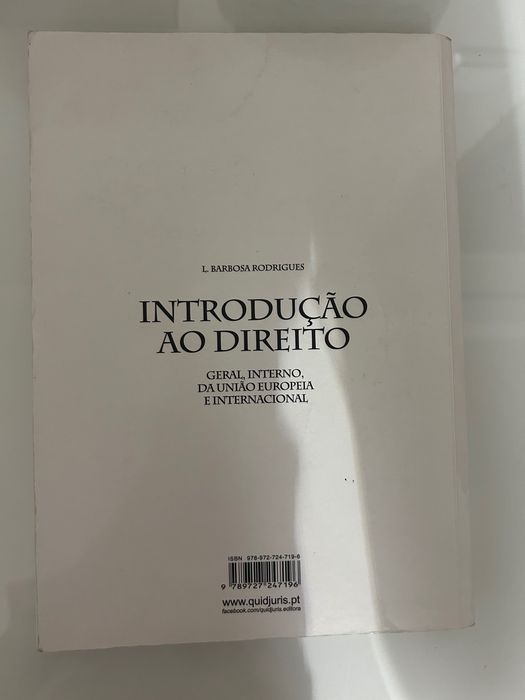 L. BARBOSA RODRIGUES
INTRODUÇÃO
AO DIREITO
GERAL, INTERNO,
DA UNIÃO EUROPEIA
E INTERNACIONAL
ISBN 978-972-724-719-6
9 789727 247196
www.quidjuris.pt
facebook.com/quidjuris.editora